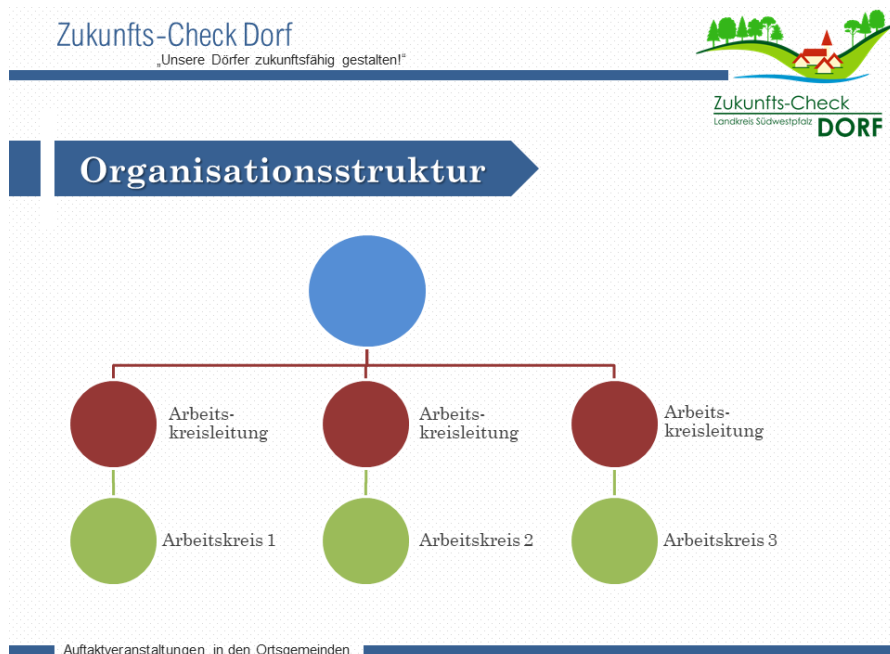 Zukunfts-Check Dorf
„Unsere Dörfer zukunftsfähig gestalten!“
Zukunfts-Check
Landkreis Südwestpfalz DORF
Organisationsstruktur
Arbeits-
kreisleitung
Arbeits-
kreisleitung
Arbeits-
kreisleitung
Arbeitskreis 1
Arbeitskreis 2
Arbeitskreis 3
Auftaktveranstaltungen in den Ortsgemeinden